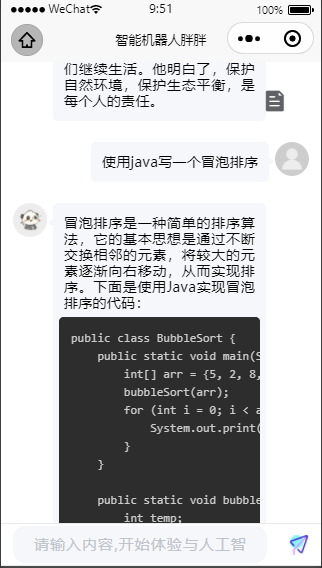 WeChat
9:51
100%
智能机器人胖胖
们继续生活。他明白了，保护
自然环境，保护生态平衡，是
每个人的责任。
使用java写一个冒泡排序
冒泡排序是一种简单的排序算
法，它的基本思想是通过不断
交换相邻的元素，将较大的元
素逐渐向右移动，从而实现排
序。下面是使用Java实现冒泡
排序的代码：
public class BubbleSort {
    public static void main(S
        int[] arr = {5, 2, 8,
        bubbleSort(arr);
        for (int i = 0; i < a
            System.out.print(
        }
    }
    public static void bubble
        int temp;
请输入内容,开始体验与人工智